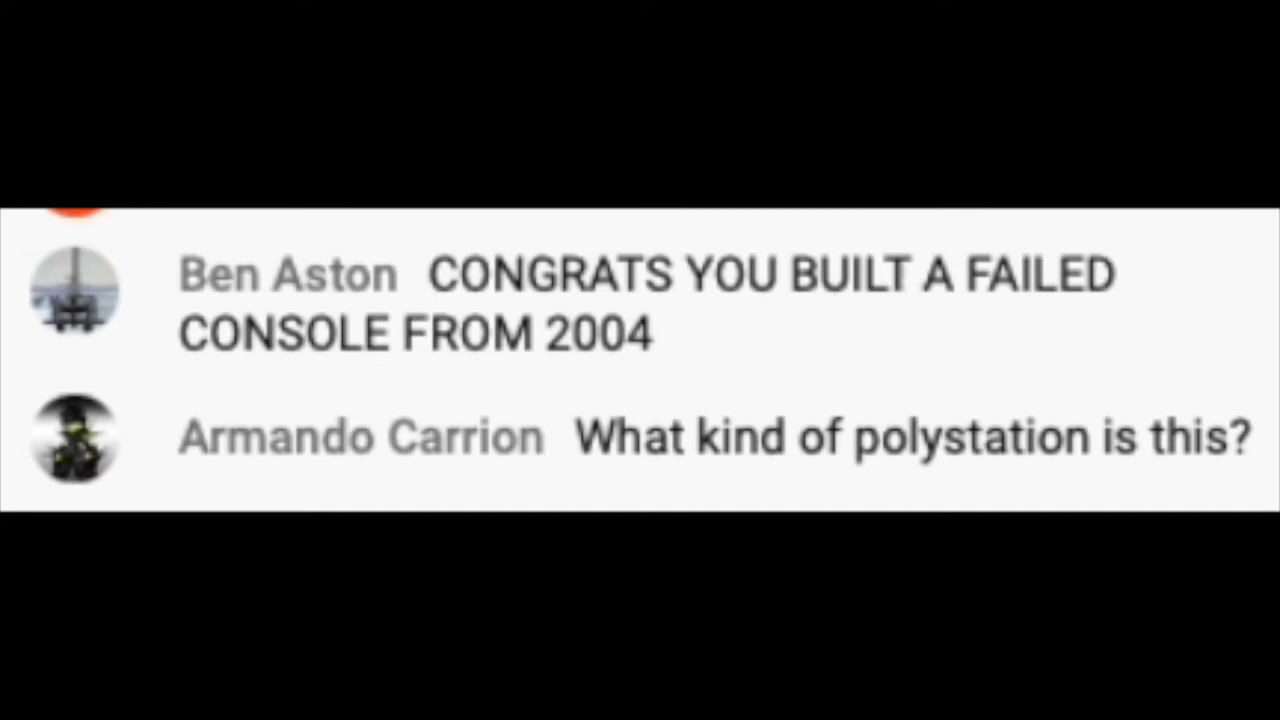 Ben Aston CONGRATS YOU BUILT A FAILED
CONSOLE FROM 2004
Armando Carrion What kind of polystation is this?